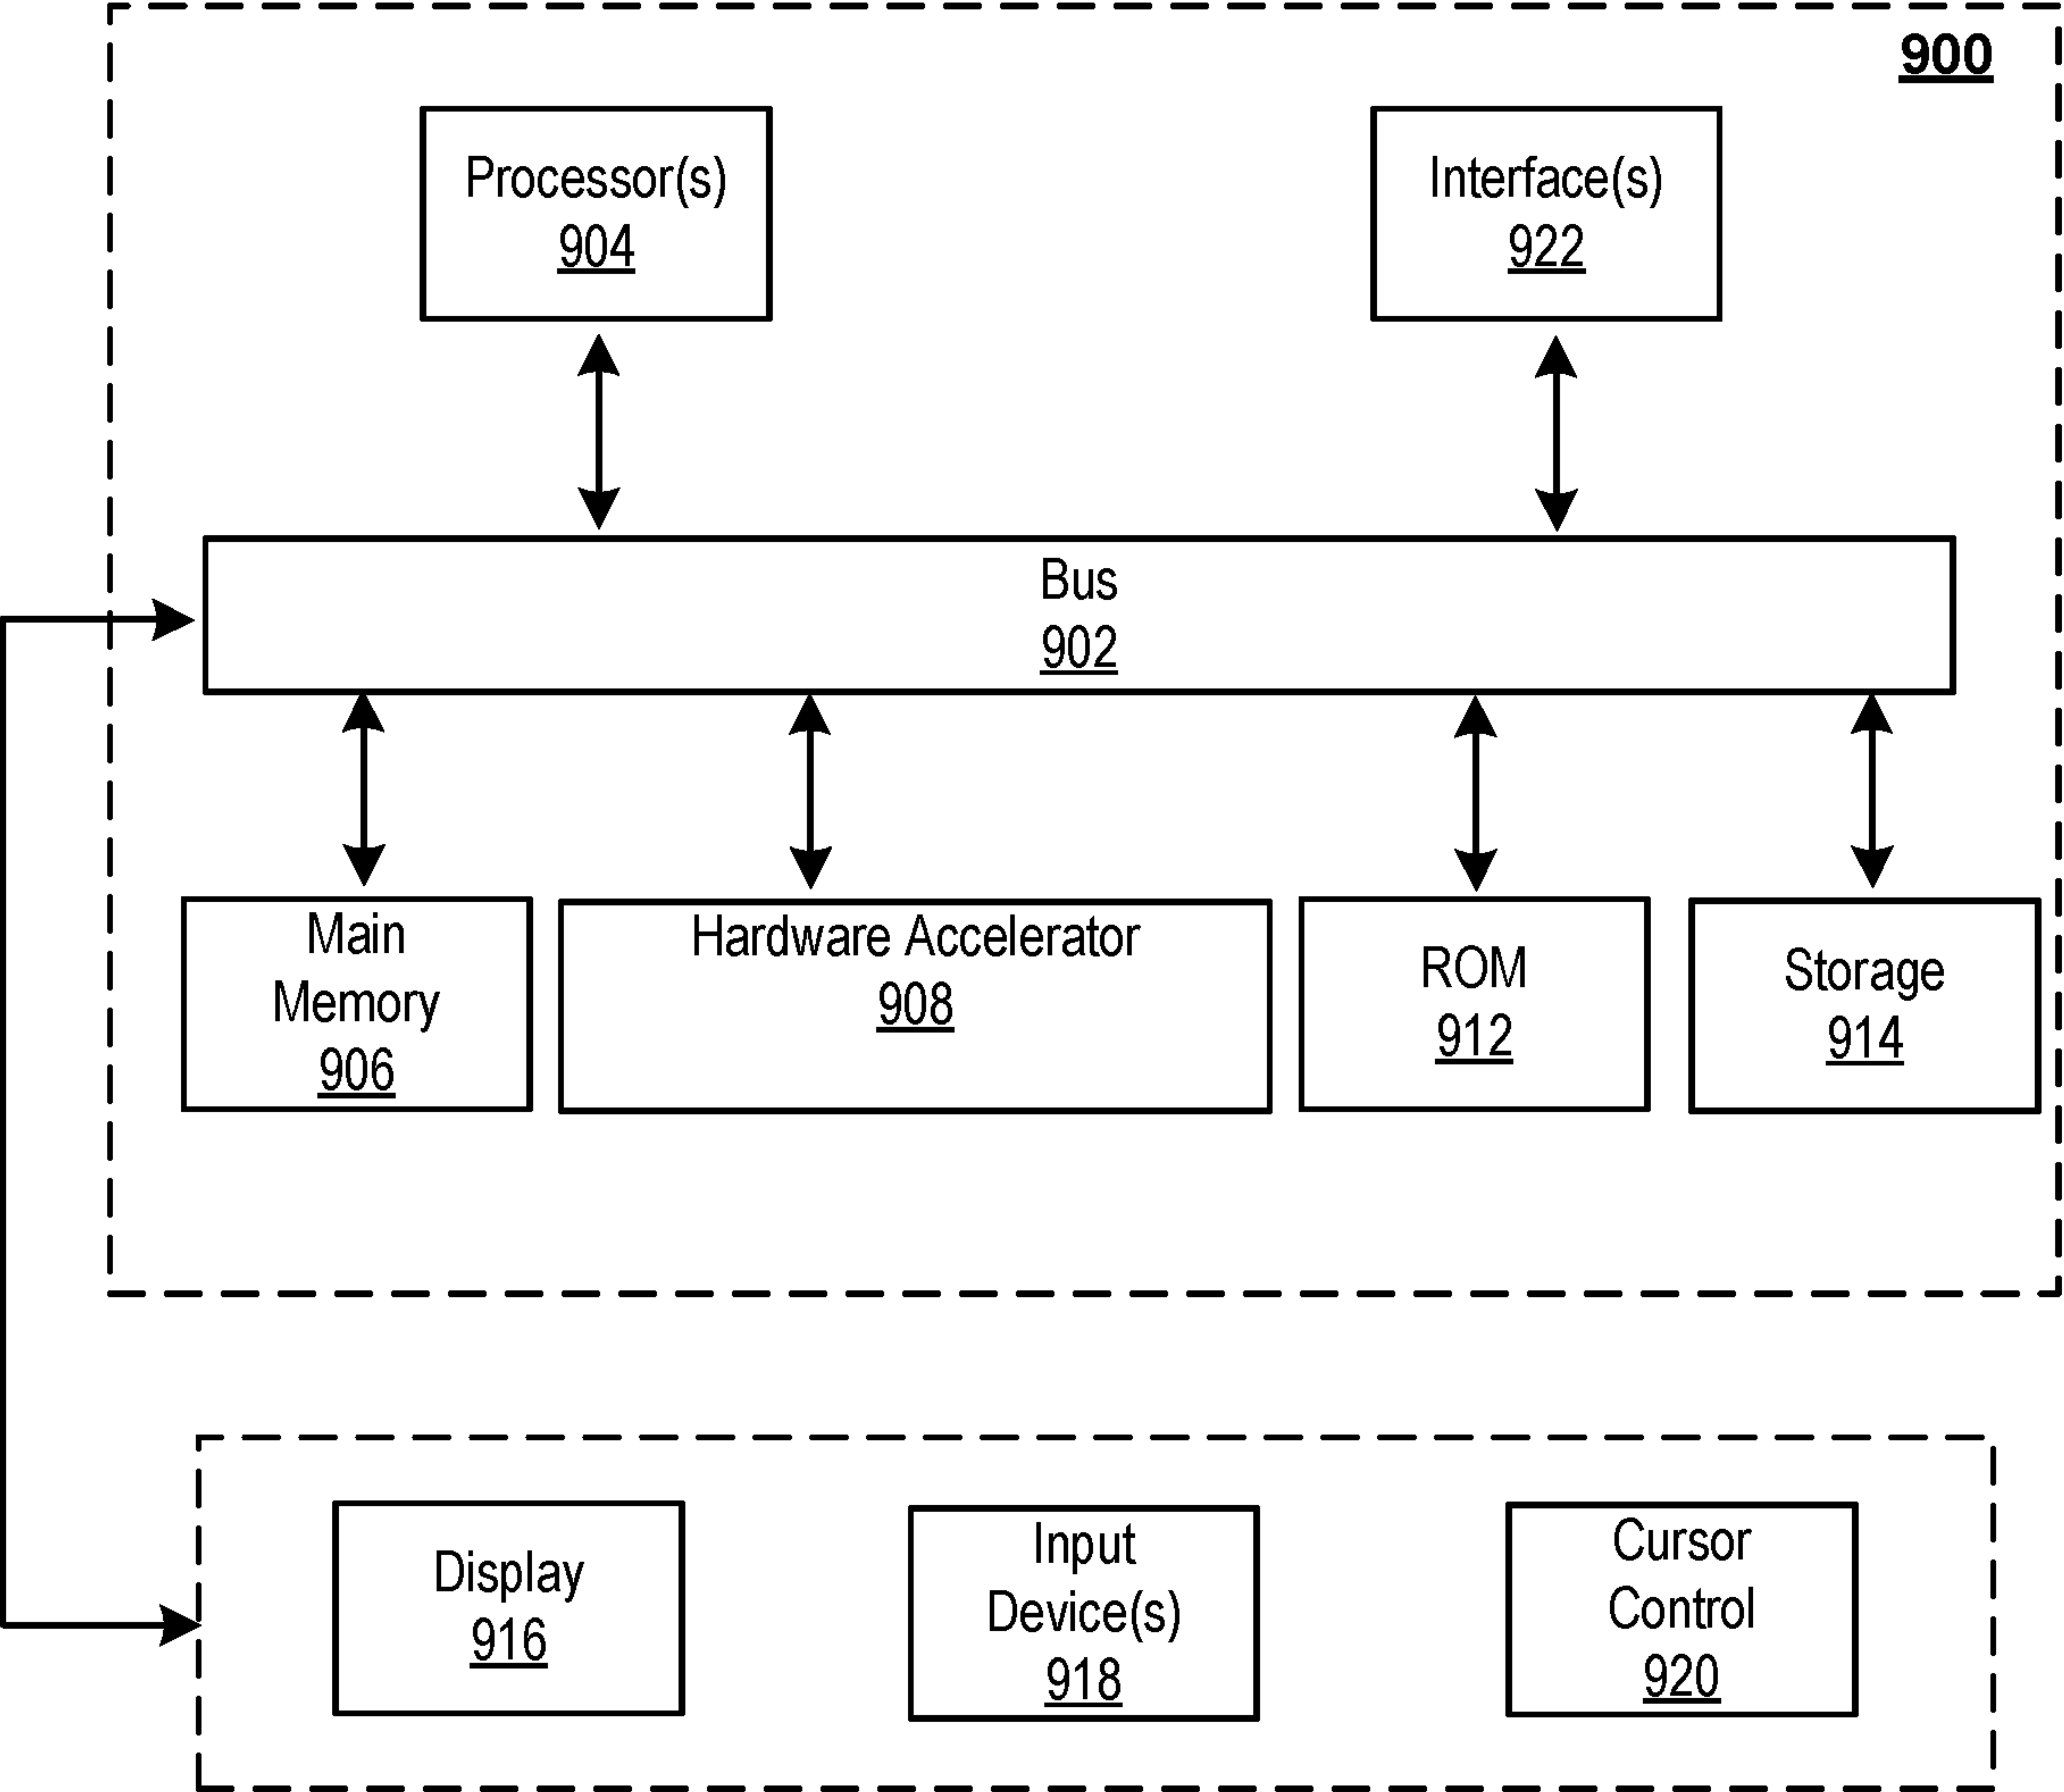 900
Processor(s)
904
Interface(s)
922
Bus
902
Main
Memory
906
Hardware Accelerator
908
ROM
912
Storage
914
Display
916
Input
Device(s)
918
Cursor
Control
920